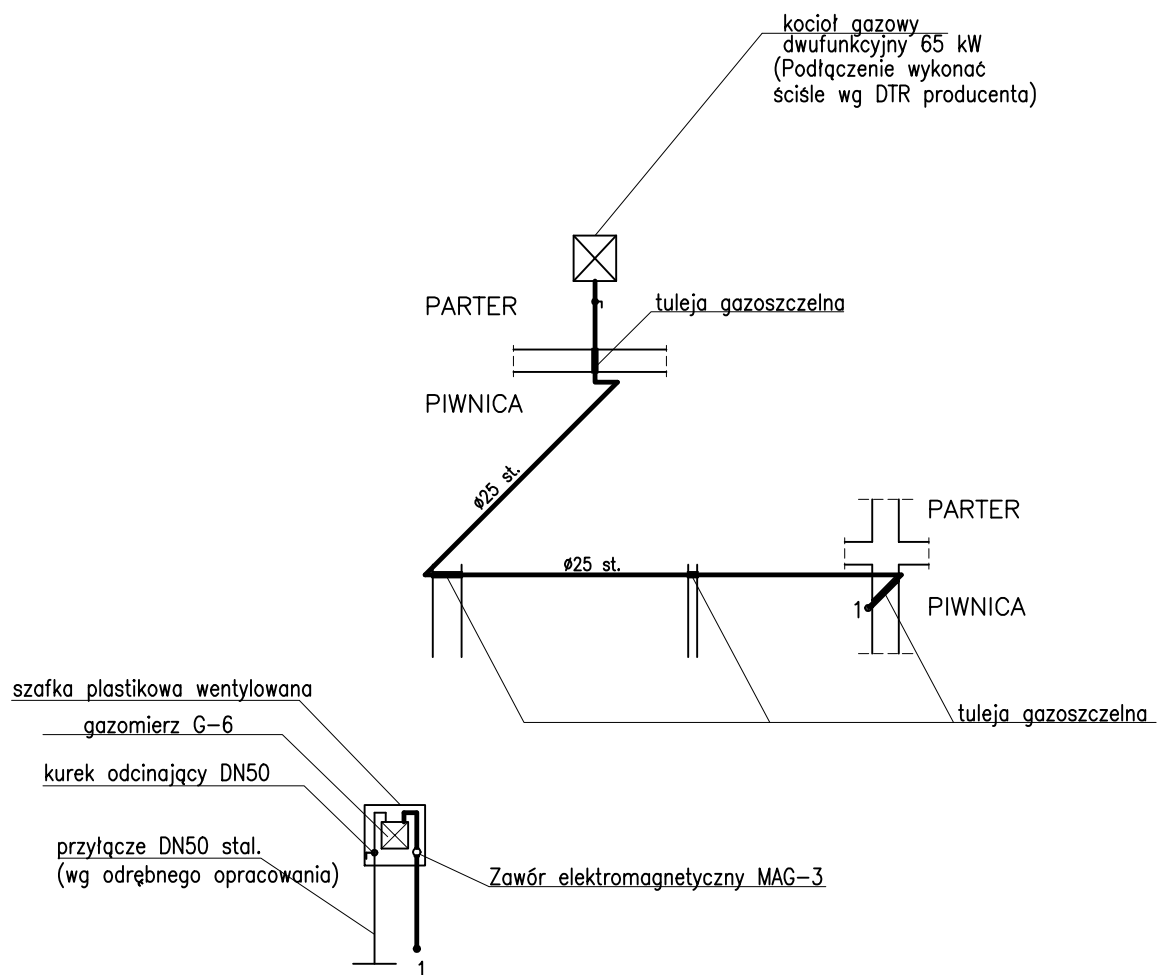 kocioł gazowy
dwufunkcyjny 65 kW
(Podłączenie wykonać
ściśle wg DTR producenta)
PARTER
tuleja gazoszczelna
PIWNICA
ø25 st.
PARTER
ø25 st.
1
PIWNICA
szafka plastikowa wentylowana
tuleja gazoszczelna
gazomierz G-6
kurek odcinający DN50
przyłącze DN50 stal.
(wg odrębnego opracowania)
Zawór elektromagnetyczny MAG-3
1